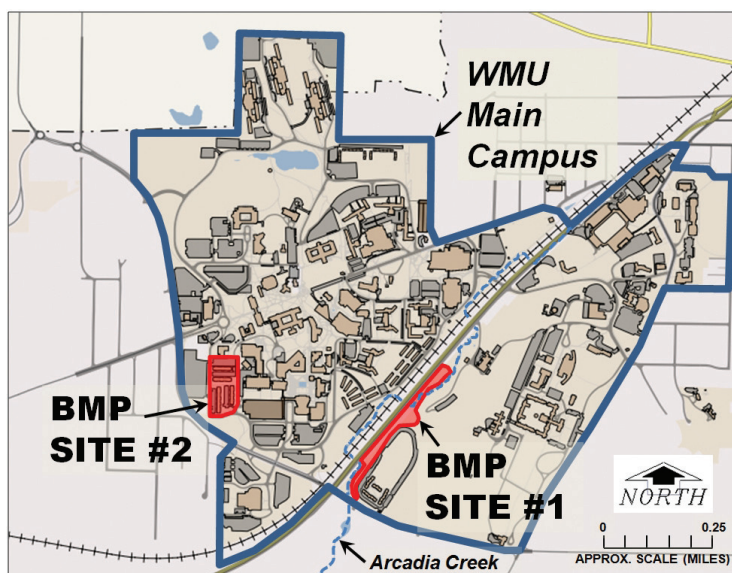 WMU
Main
Campus
BMP
SITE #2
BMP
SITE #1
NORTH
0 0.25
APPROX. SCALE (MILES)
Arcadia Creek